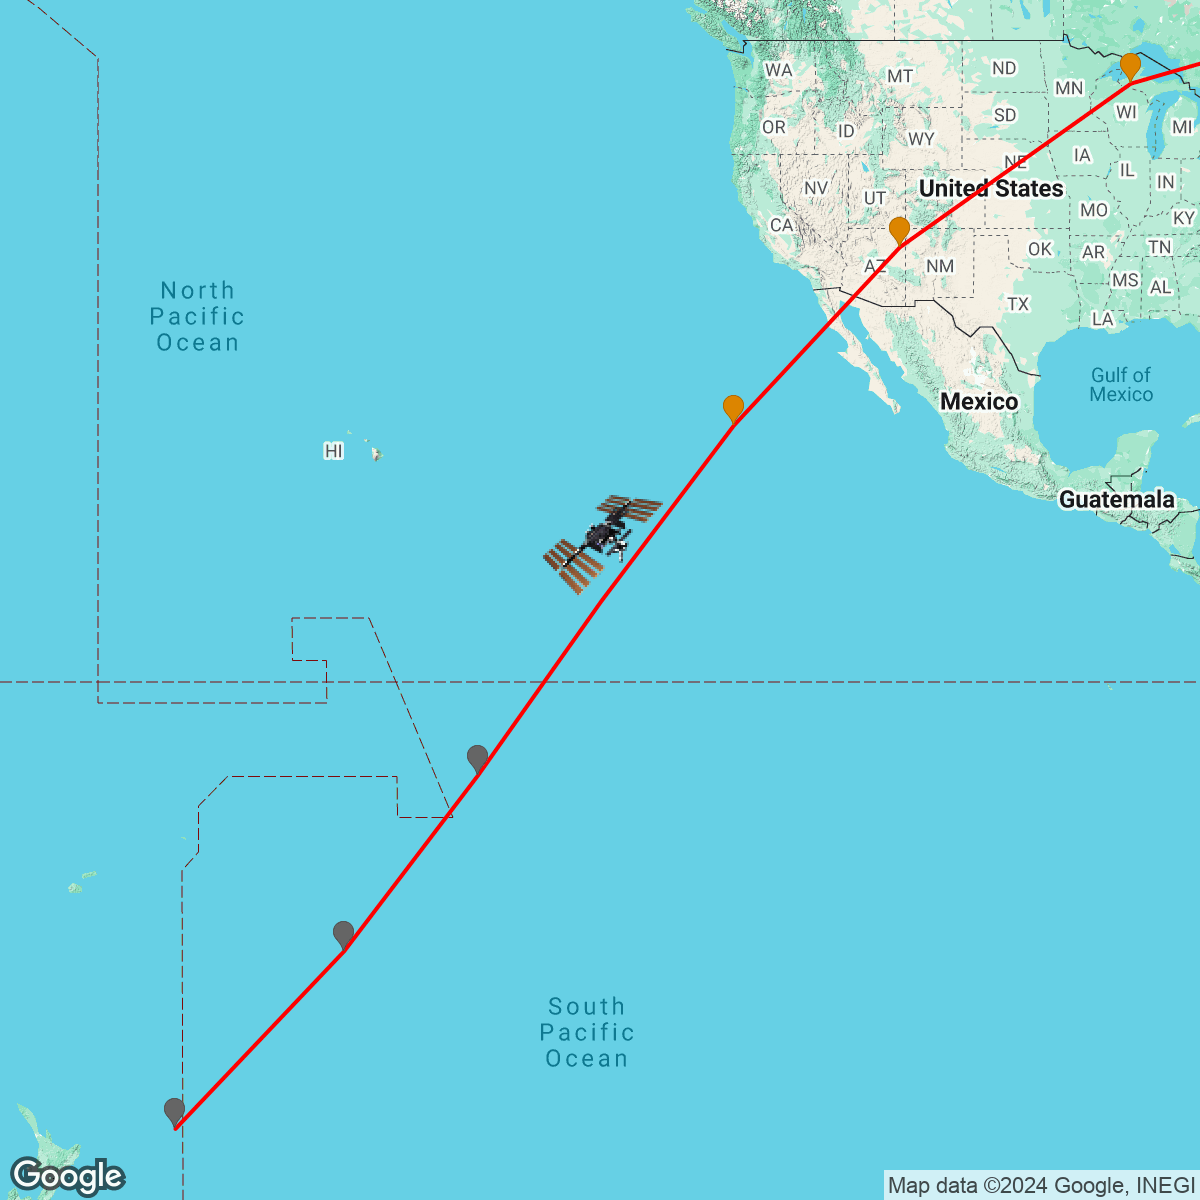 WA
MT
ND
MN
OR
ID
SD
WI
MI
WY
NE
IA
United States
NV
UT
IL
IN
CA
MO
KY
AZ
NM
OK
AR
TN
MS
AL
TX
LA
North
Pacific
Ocean
Gulf of
Mexico
Mexico
HI
Guatemala
South
Pacific
Ocean
Google
Map data ©2024 Google, INEGI